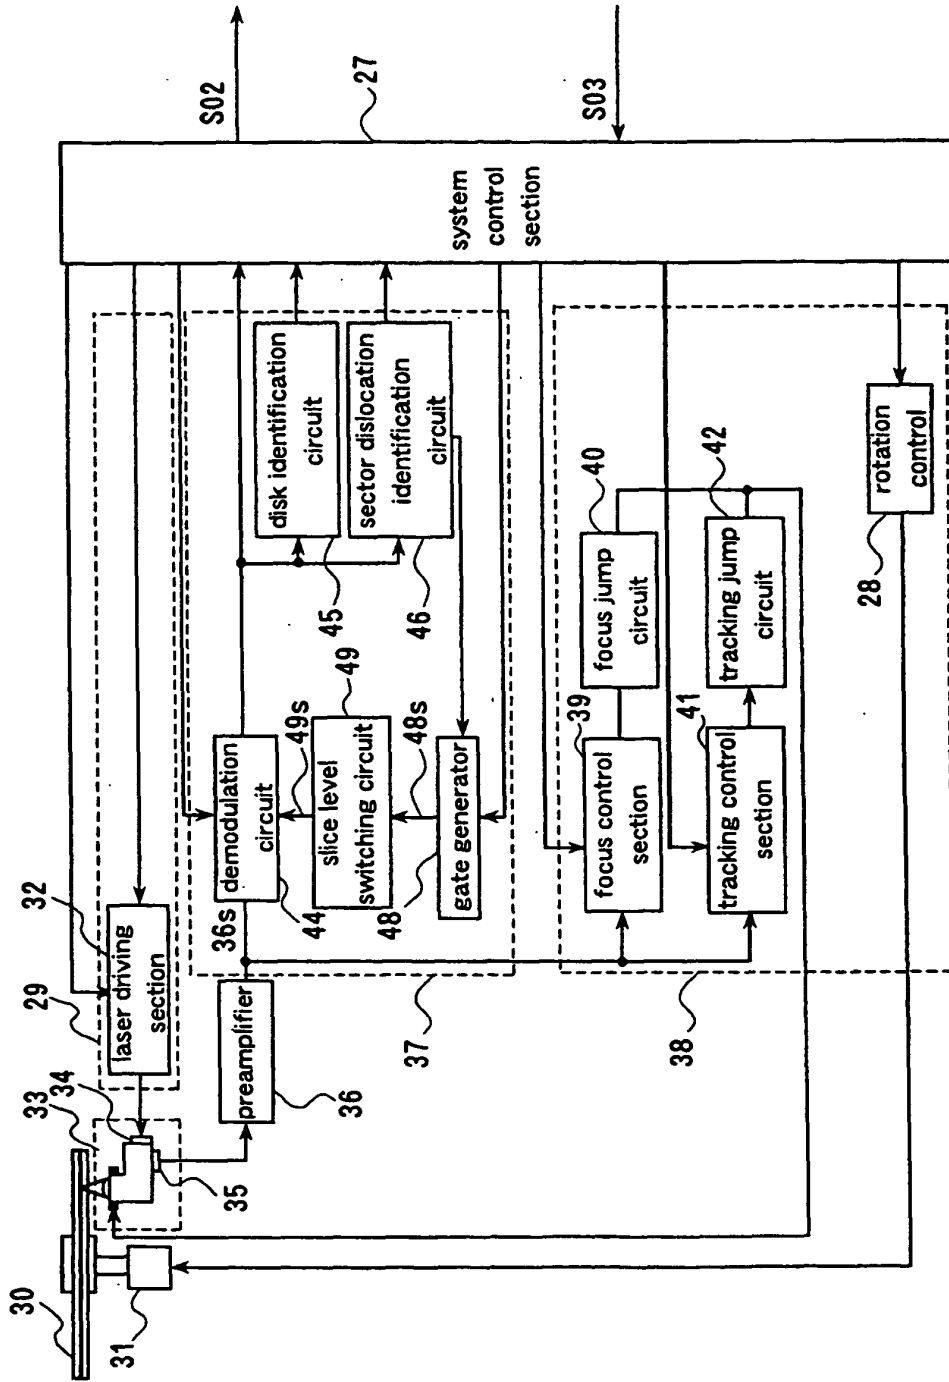 30
31
33
34
35
29
32
laser driving
section
preamplifier
36
36s
demodulation
circuit
44
49s
slice level
switching circuit
49
48s
48
gate generator
37
disk identification
circuit
45
sector dislocation
identification
circuit
46
S02
27
S03
system
control
section
38
39
focus control
section
focus jump
circuit
40
41
tracking control
section
tracking jump
circuit
42
28
rotation
control